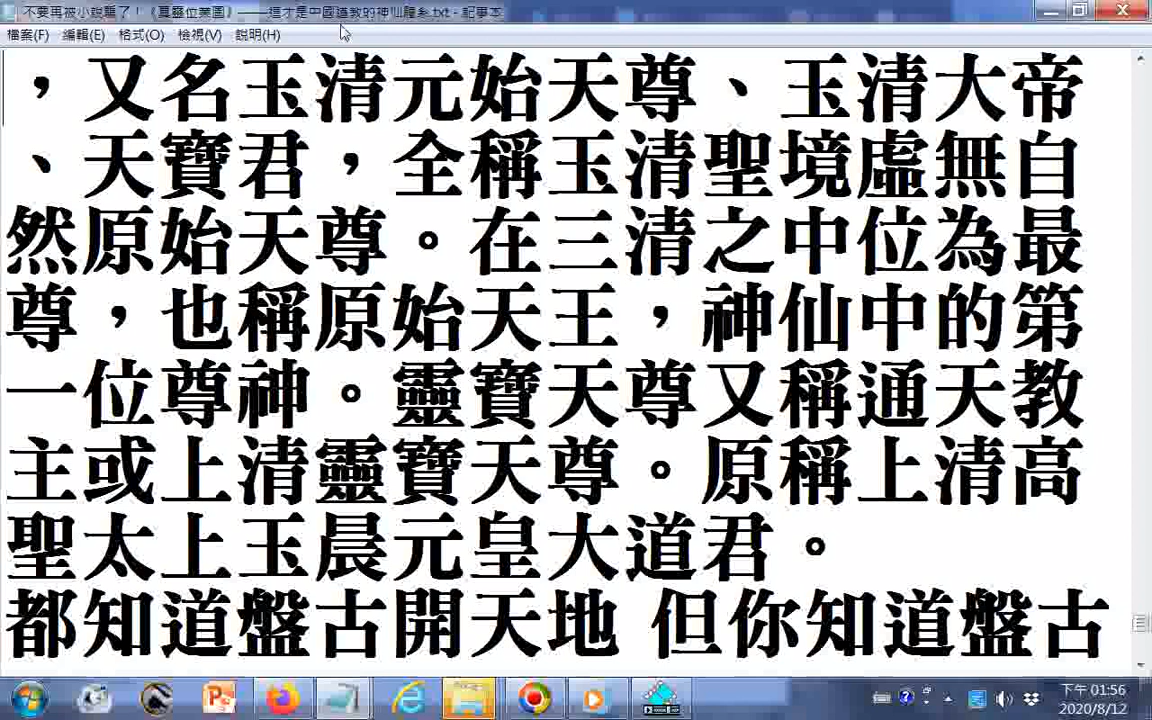 不要再被小說騙了！《真靈位業圖》——這才是中國道教的神仙體系.txt - 記事本
檔案(F) 編輯(E) 格式(O) 檢視(V) 說明(H)
，又名玉清元始天尊、玉清大帝
、天寶君，全稱玉清聖境虛無自
然原始天尊。在三清之中位為最
尊，也稱原始天王，神仙中的第
一位尊神。靈寶天尊又稱通天教
主或上清靈寶天尊。原稱上清高
聖太上玉晨元皇大道君。
都知道盤古開天地 但你知道盤古
下午 01:56
2020/8/12